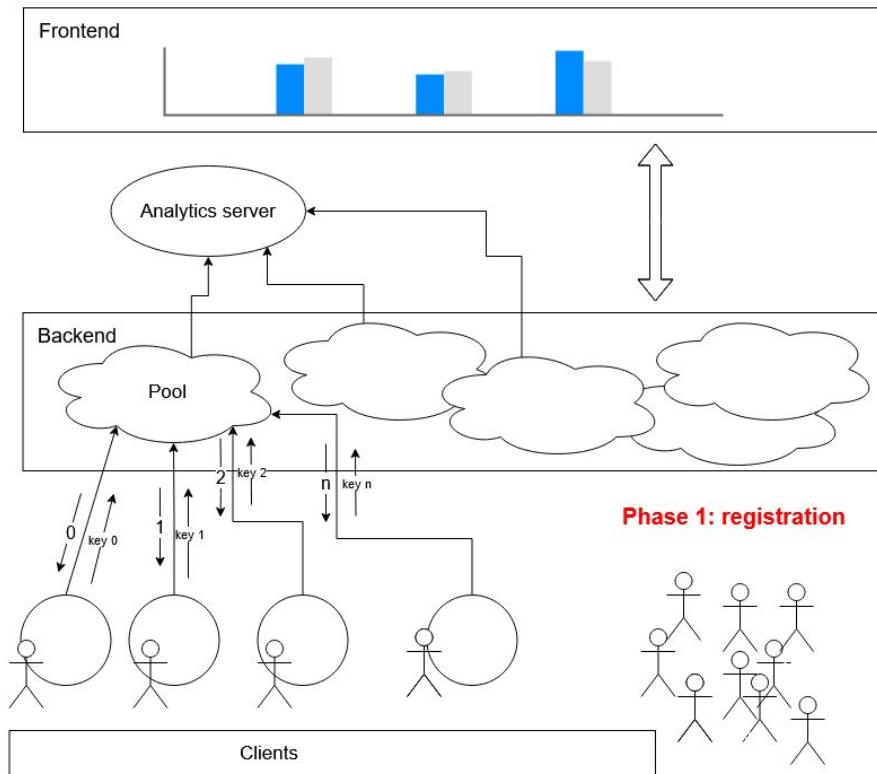 Frontend
Analytics server
Backend
Pool
0
key 0
1
key 1
2
key 2
n
key n
Phase 1: registration
Clients